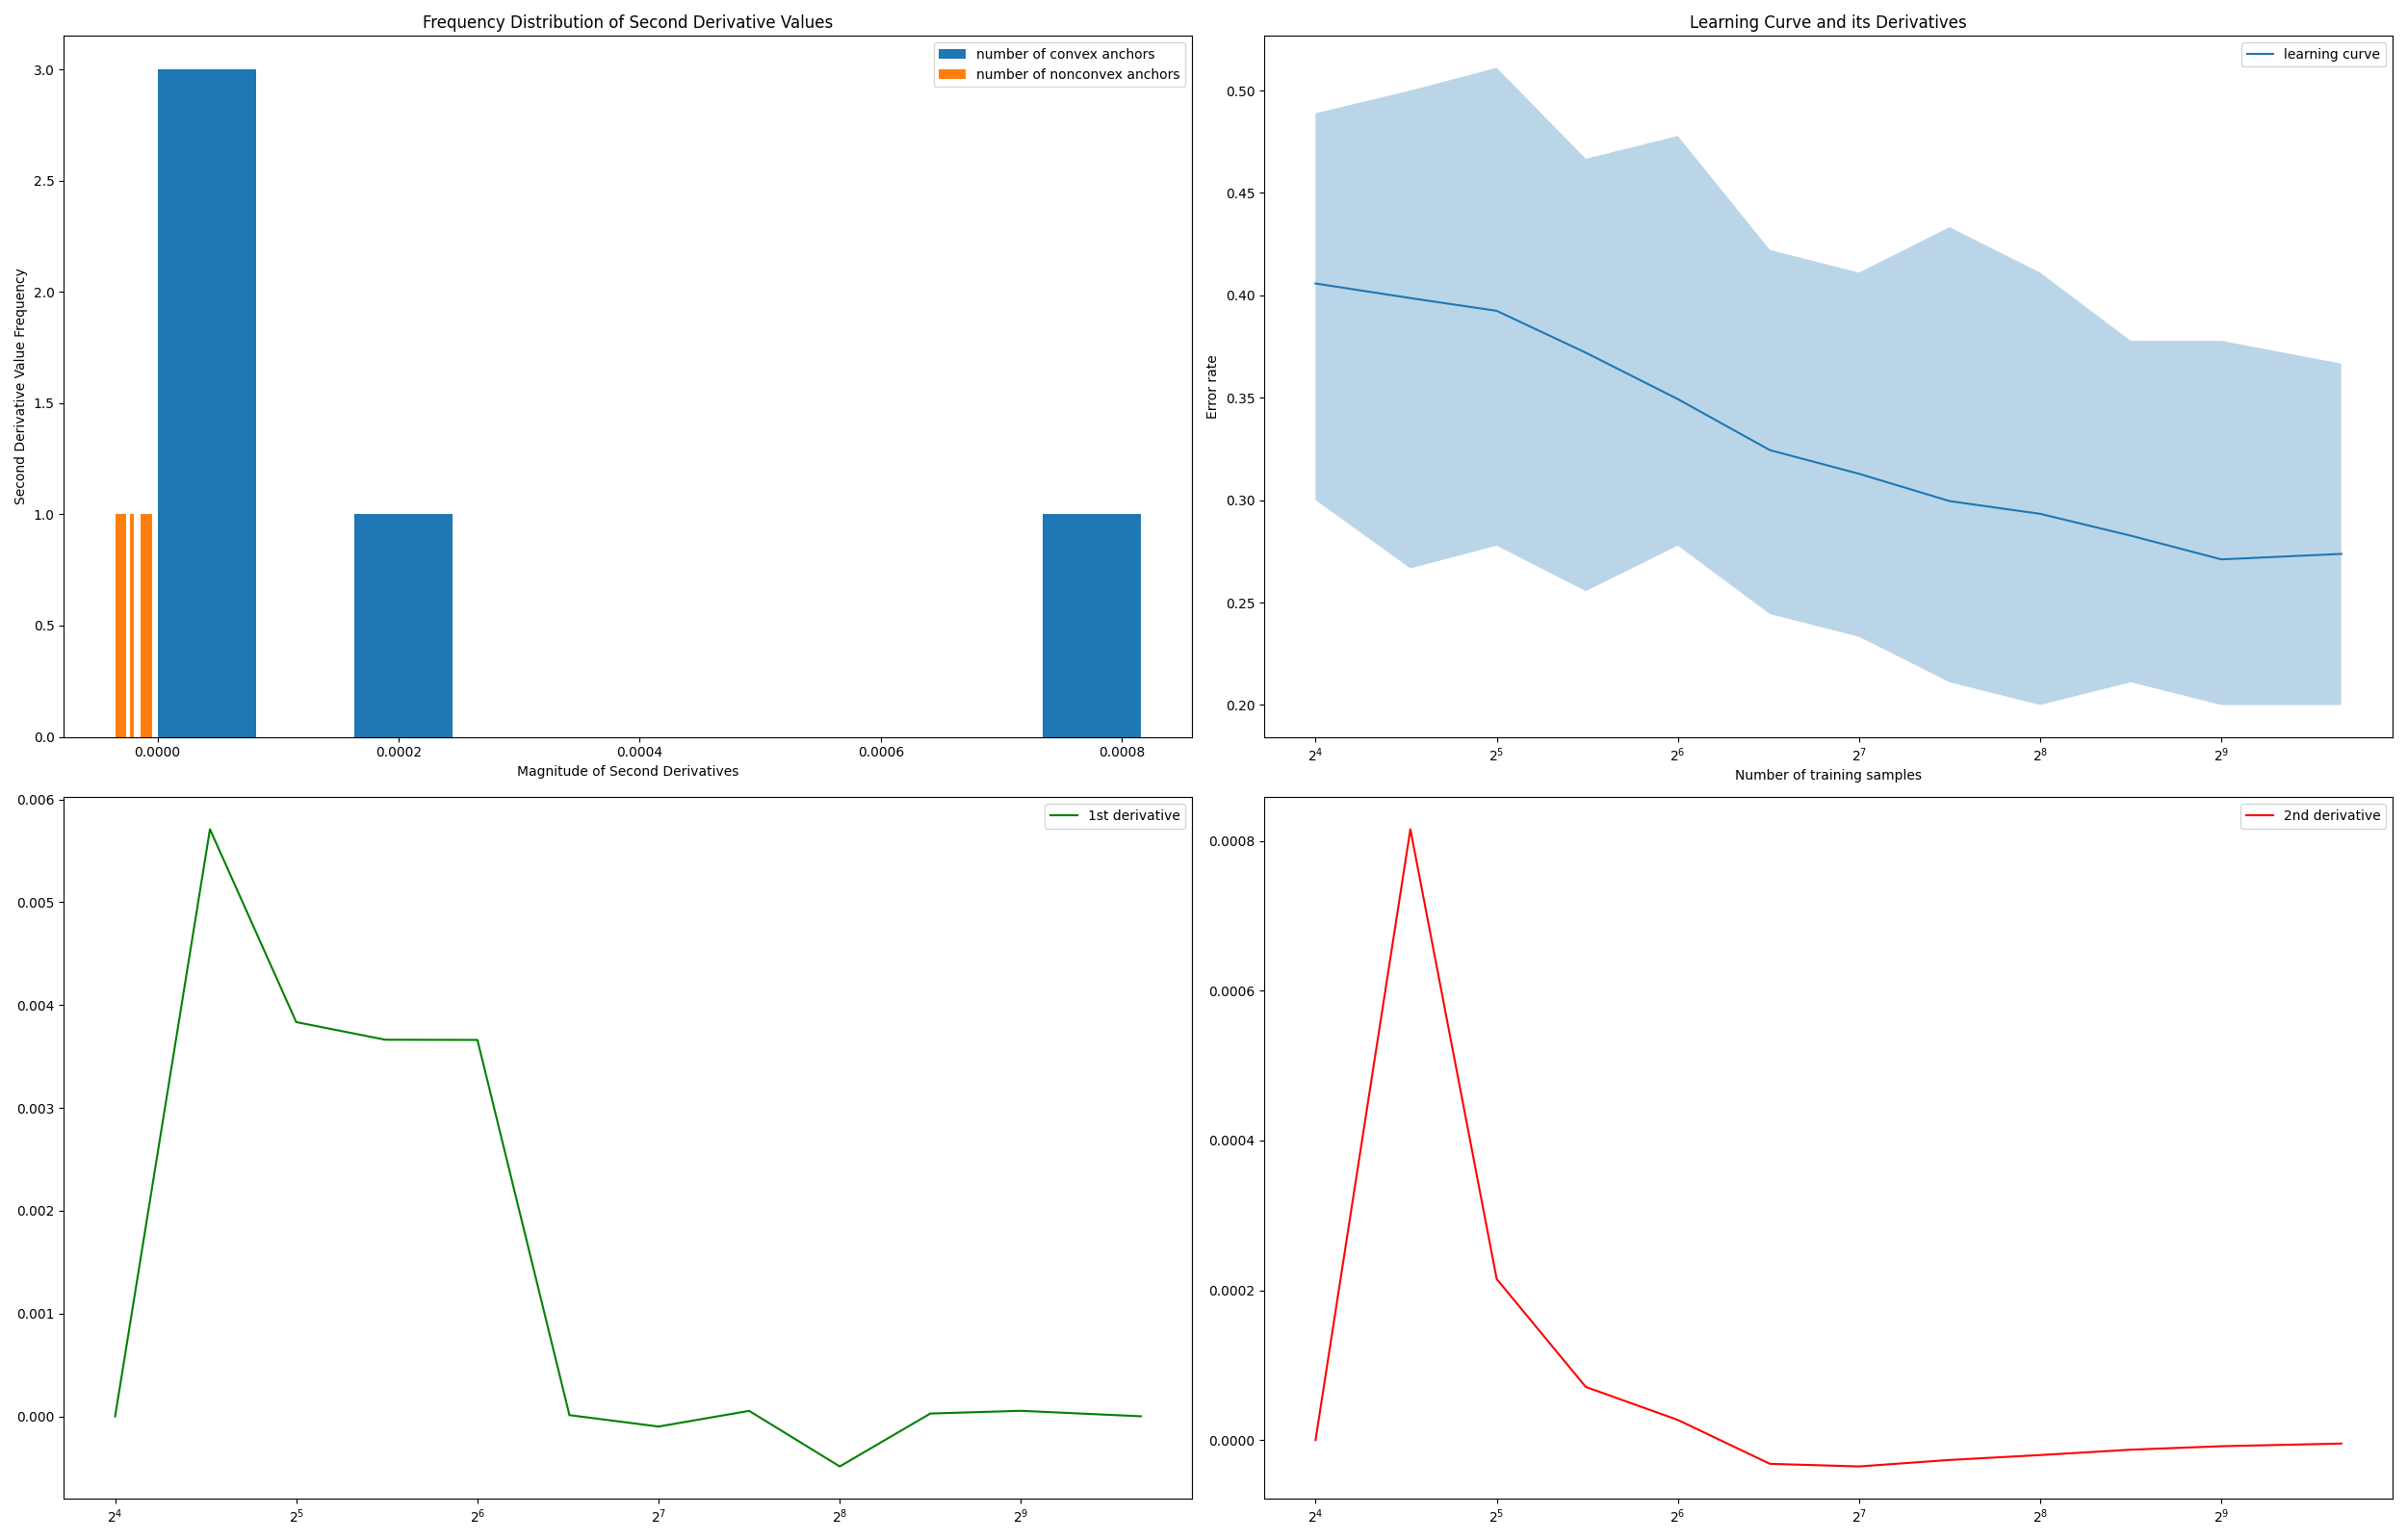 Frequency Distribution of Second Derivative Values
number of convex anchors
number of nonconvex anchors
3.0
2.5
2.0
1.5
1.0
0.5
0.0
Second Derivative Value Frequency
0.0000 0.0002 0.0004 0.0006 0.0008
Magnitude of Second Derivatives
Learning Curve and its Derivatives
learning curve
0.50
0.45
0.40
0.35
0.30
0.25
0.20
Error rate
2⁴ 2⁵ 2⁶ 2⁷ 2⁸ 2⁹
Number of training samples
1st derivative
0.006
0.005
0.004
0.003
0.002
0.001
0.000
2⁴ 2⁵ 2⁶ 2⁷ 2⁸ 2⁹
2nd derivative
0.0008
0.0006
0.0004
0.0002
0.0000
2⁴ 2⁵ 2⁶ 2⁷ 2⁸ 2⁹